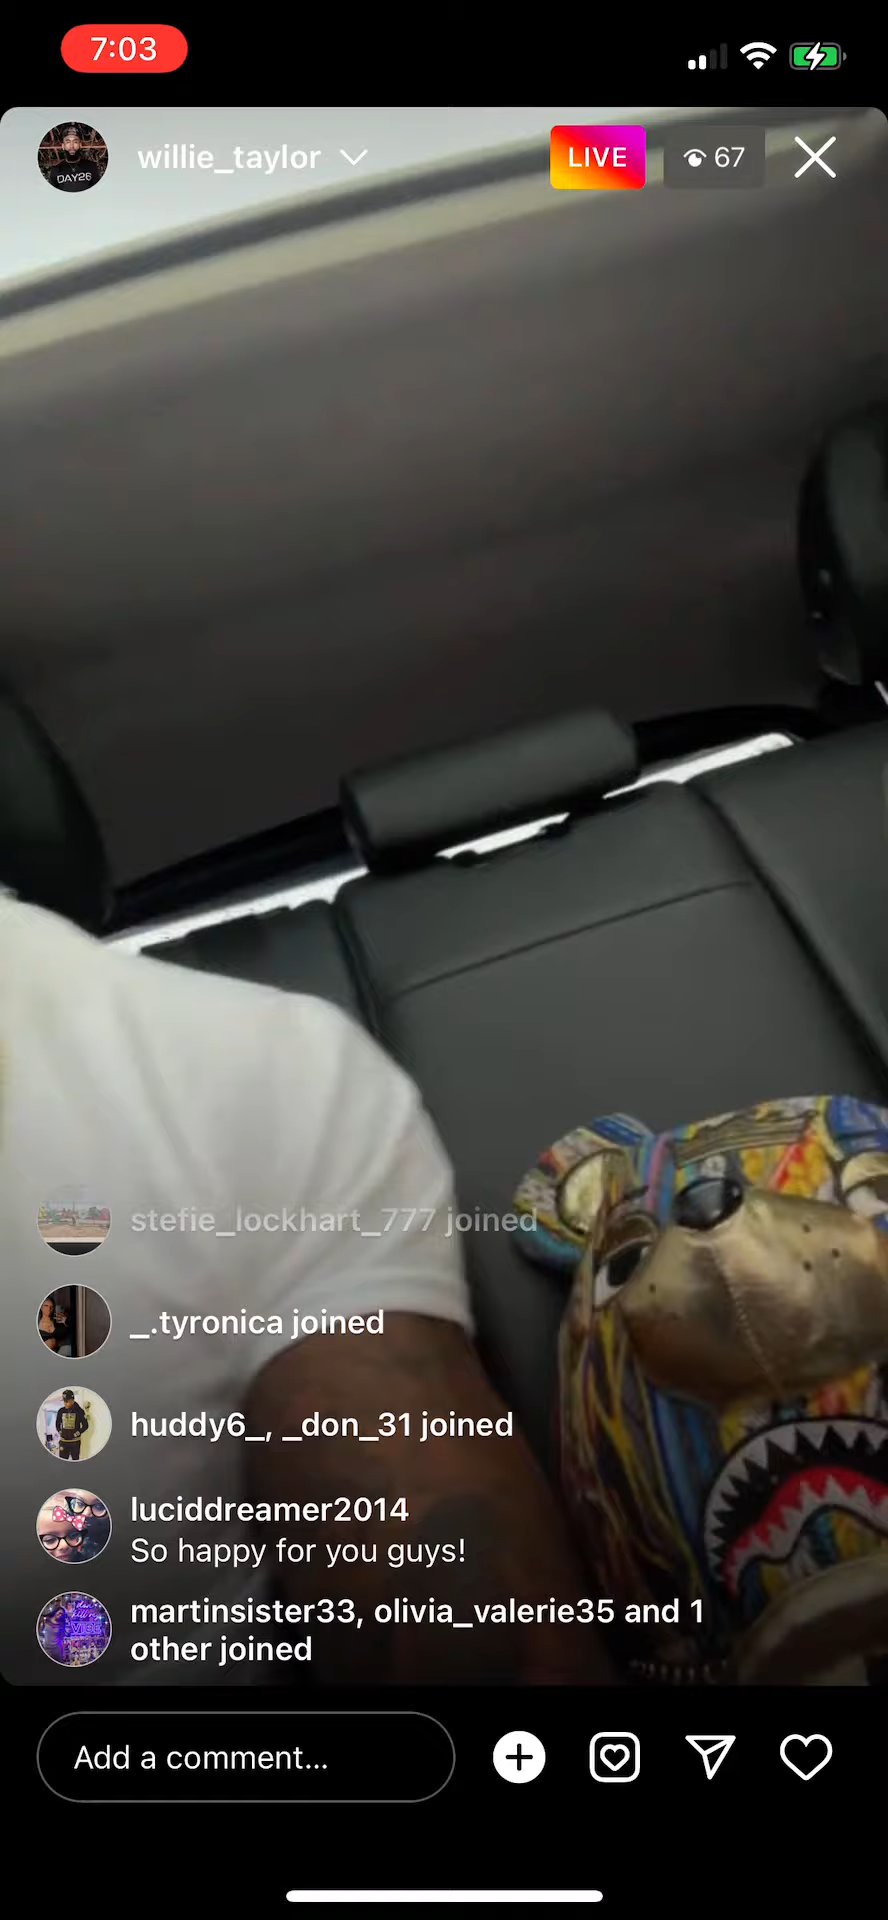 7:03
willie_taylor
LIVE
67
DAY26
stefie_lockhart_777 joined
_.tyronica joined
huddy6_, _don_31 joined
luciddreamer2014
So happy for you guys!
martinsister33, olivia_valerie35 and 1
other joined
Add a comment...